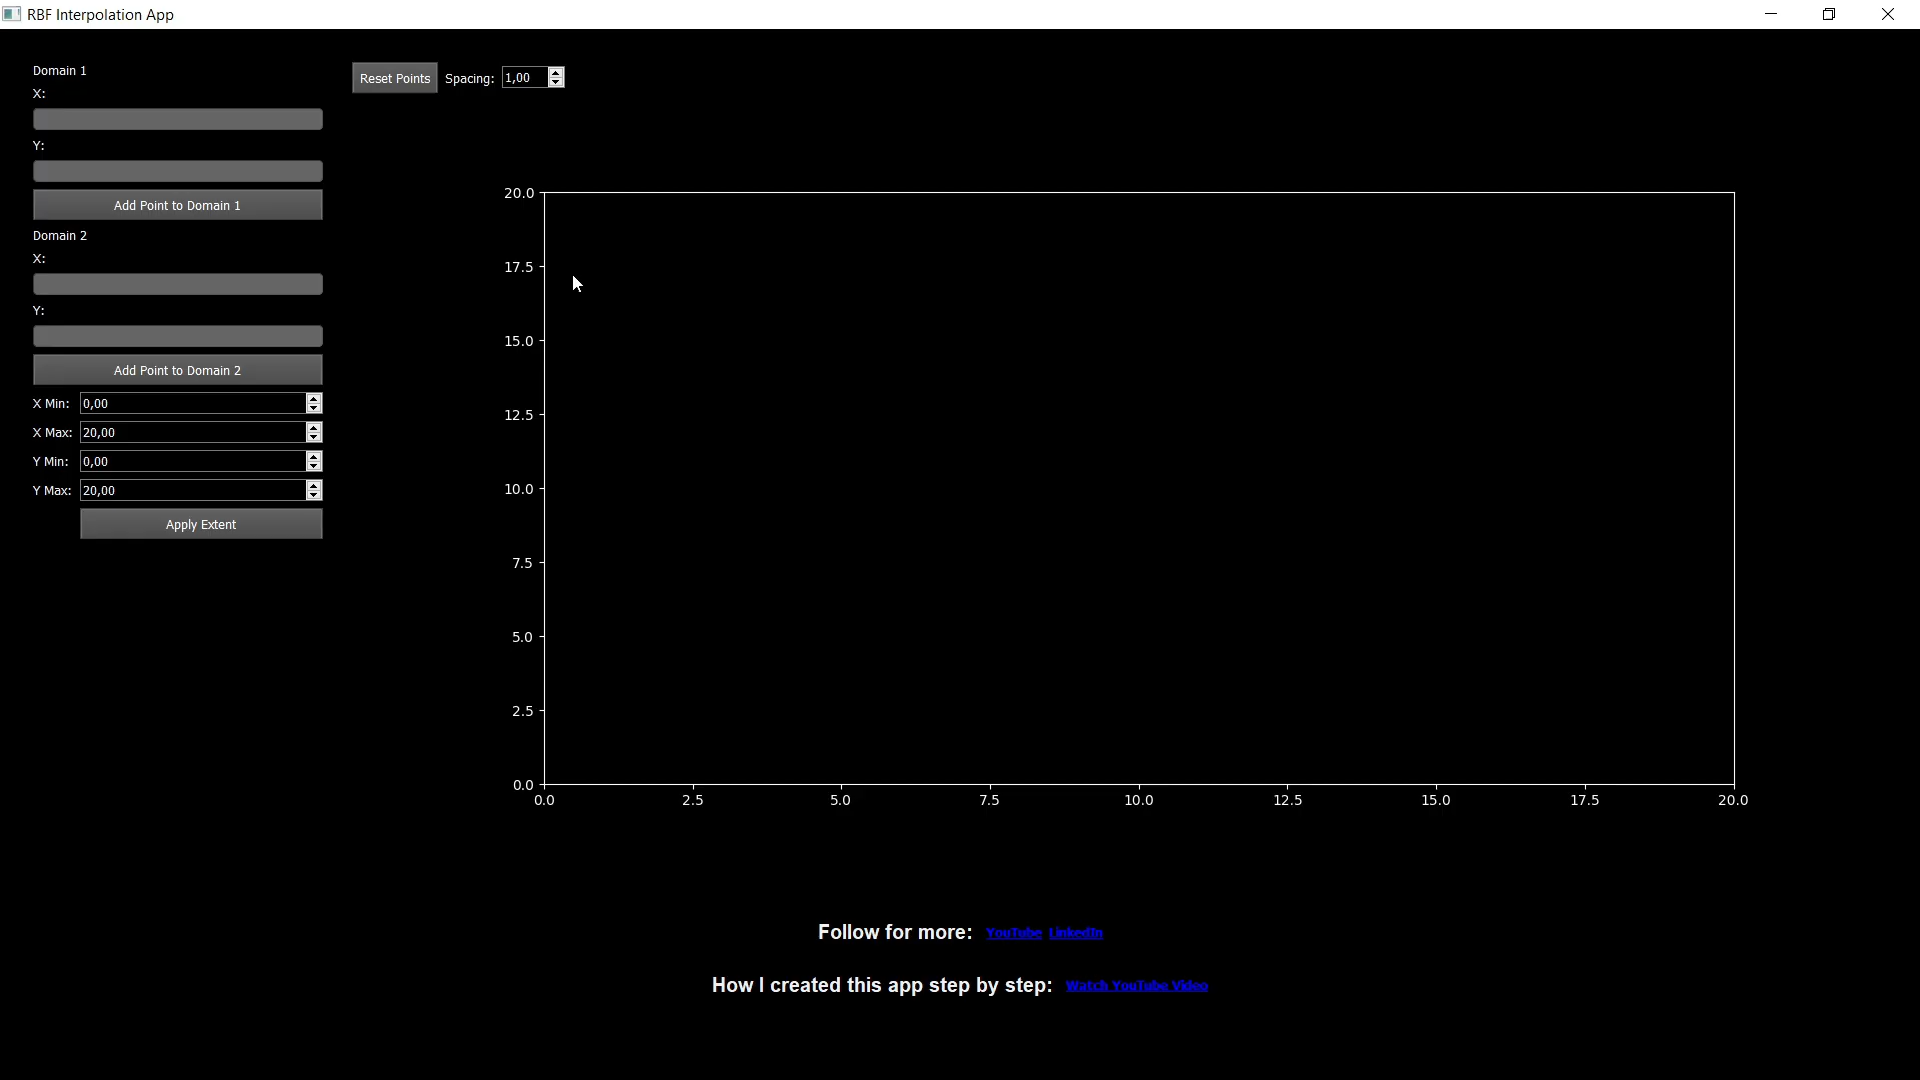 RBF Interpolation App
Domain 1
X:
Y:
Add Point to Domain 1
Domain 2
X:
Y:
Add Point to Domain 2
X Min: 0,00
X Max: 20,00
Y Min: 0,00
Y Max: 20,00
Apply Extent
Reset Points Spacing: 1,00
20.0
17.5
15.0
12.5
10.0
7.5
5.0
2.5
0.0
0.0 2.5 5.0 7.5 10.0 12.5 15.0 17.5 20.0
Follow for more: YouTube LinkedIn
How I created this app step by step: Watch YouTube Video